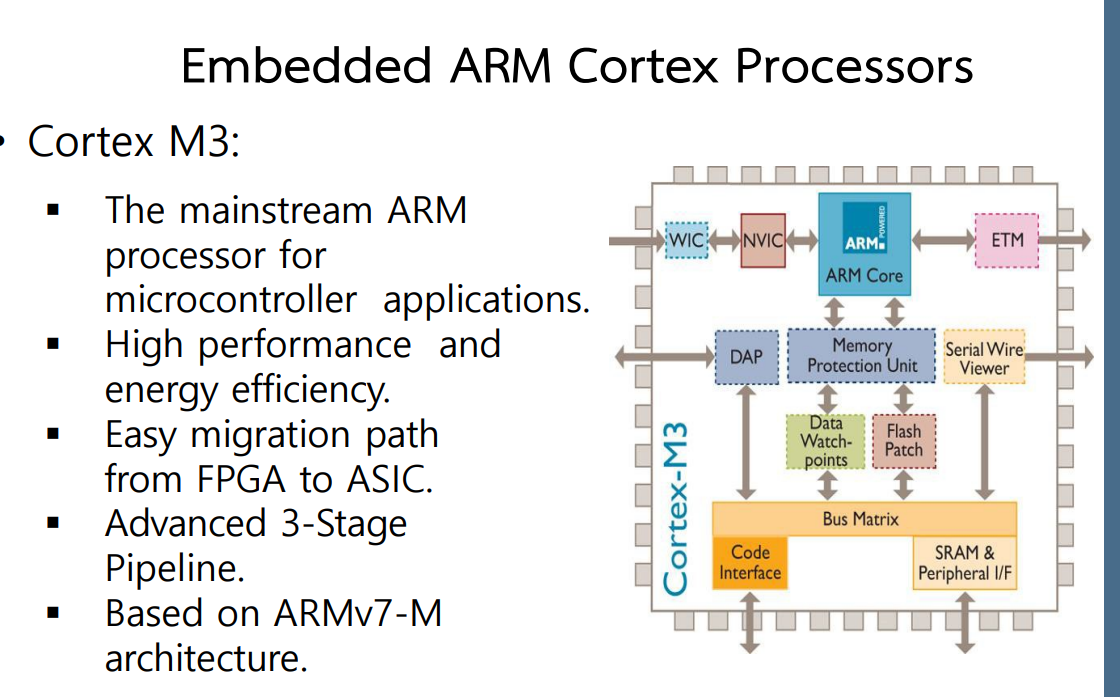 Embedded ARM Cortex Processors
• Cortex M3:
▪ The mainstream ARM
processor for
microcontroller applications.
▪ High performance and
energy efficiency.
▪ Easy migration path
from FPGA to ASIC.
▪ Advanced 3-Stage
Pipeline.
▪ Based on ARMv7-M
architecture.
WIC
NVIC
ARM
POWERED
ARM Core
ETM
DAP
Memory
Protection Unit
Serial Wire
Viewer
Data
Watch-
points
Flash
Patch
Cortex-M3
Bus Matrix
Code
Interface
SRAM &
Peripheral I/F